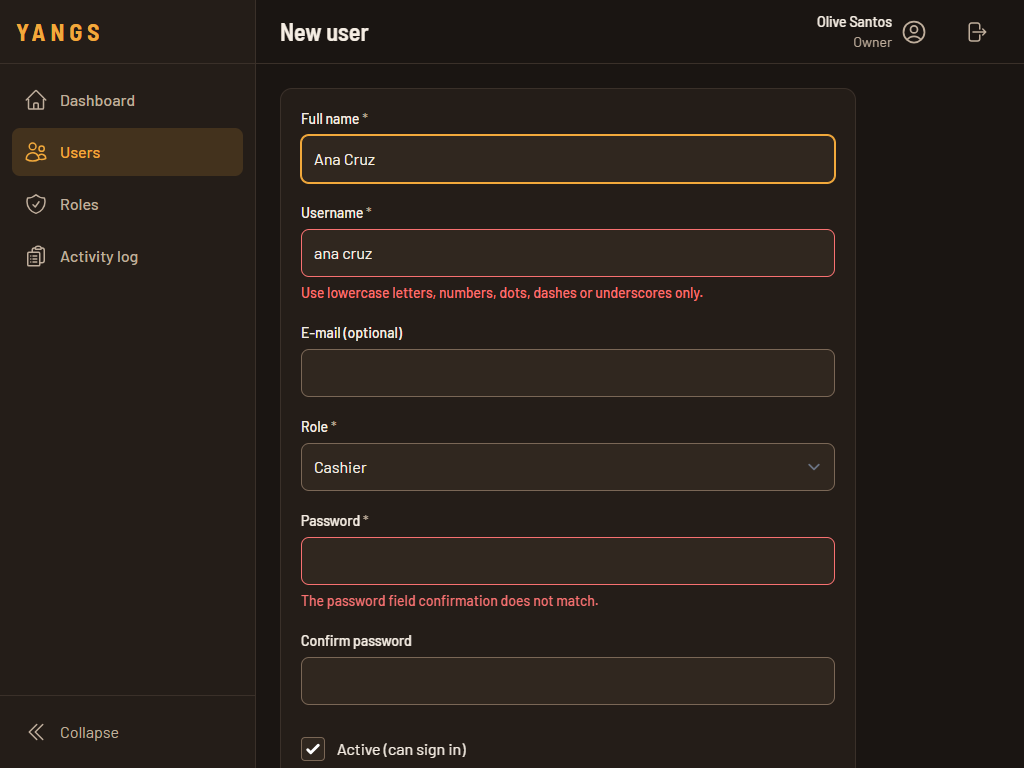 YANGS
New user
Olive Santos
Owner
Dashboard
Users
Roles
Activity log
Full name *
Ana Cruz
Username *
ana cruz
Use lowercase letters, numbers, dots, dashes or underscores only.
E-mail (optional)
Role *
Cashier
Password *
The password field confirmation does not match.
Confirm password
Active (can sign in)
Collapse